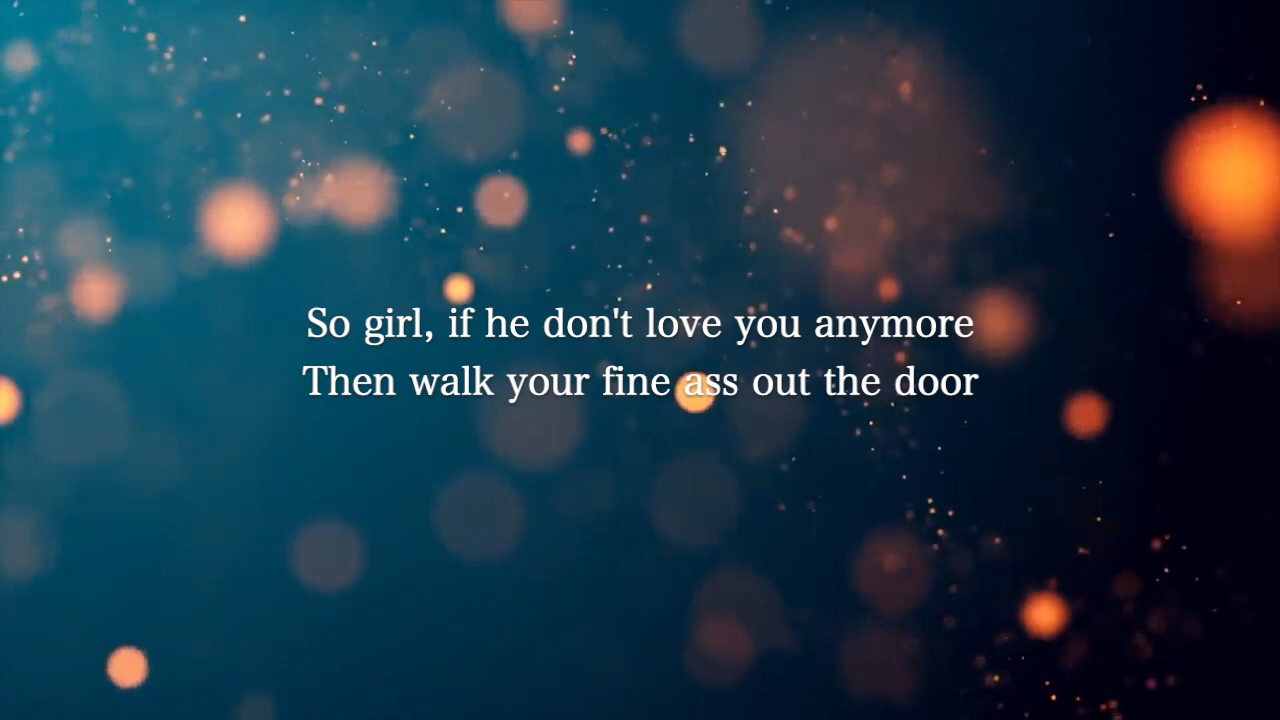 So girl, if he don't love you anymore
Then walk your fine ass out the door